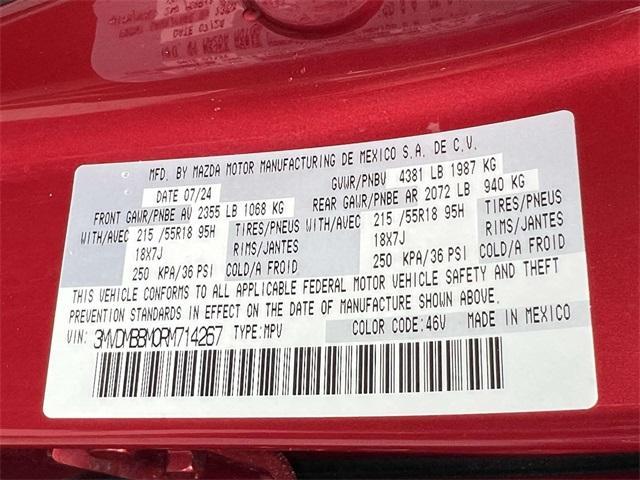 MFD. BY MAZDA MOTOR MANUFACTURING DE MEXICO S.A. DE C.V.
DATE 07/24 GVWR/PNBV 4381 LB 1987 KG
FRONT GAWR/PNBE AV 2355 LB 1068 KG REAR GAWR/PNBE AR 2072 LB 940 KG
WITH/AVEC 215 /55R18 95H TIRES/PNEUS WITH/AVEC 215 /55R18 95H TIRES/PNEUS
18X7J RIMS/JANTES 18X7J RIMS/JANTES
250 KPA/36 PSI COLD/A FROID 250 KPA/36 PSI COLD/A FROID
THIS VEHICLE CONFORMS TO ALL APPLICABLE FEDERAL MOTOR VEHICLE SAFETY AND THEFT
PREVENTION STANDARDS IN EFFECT ON THE DATE OF MANUFACTURE SHOWN ABOVE.
VIN: 3MVDMBBM0RM714267 TYPE:MPV COLOR CODE:46V MADE IN MEXICO